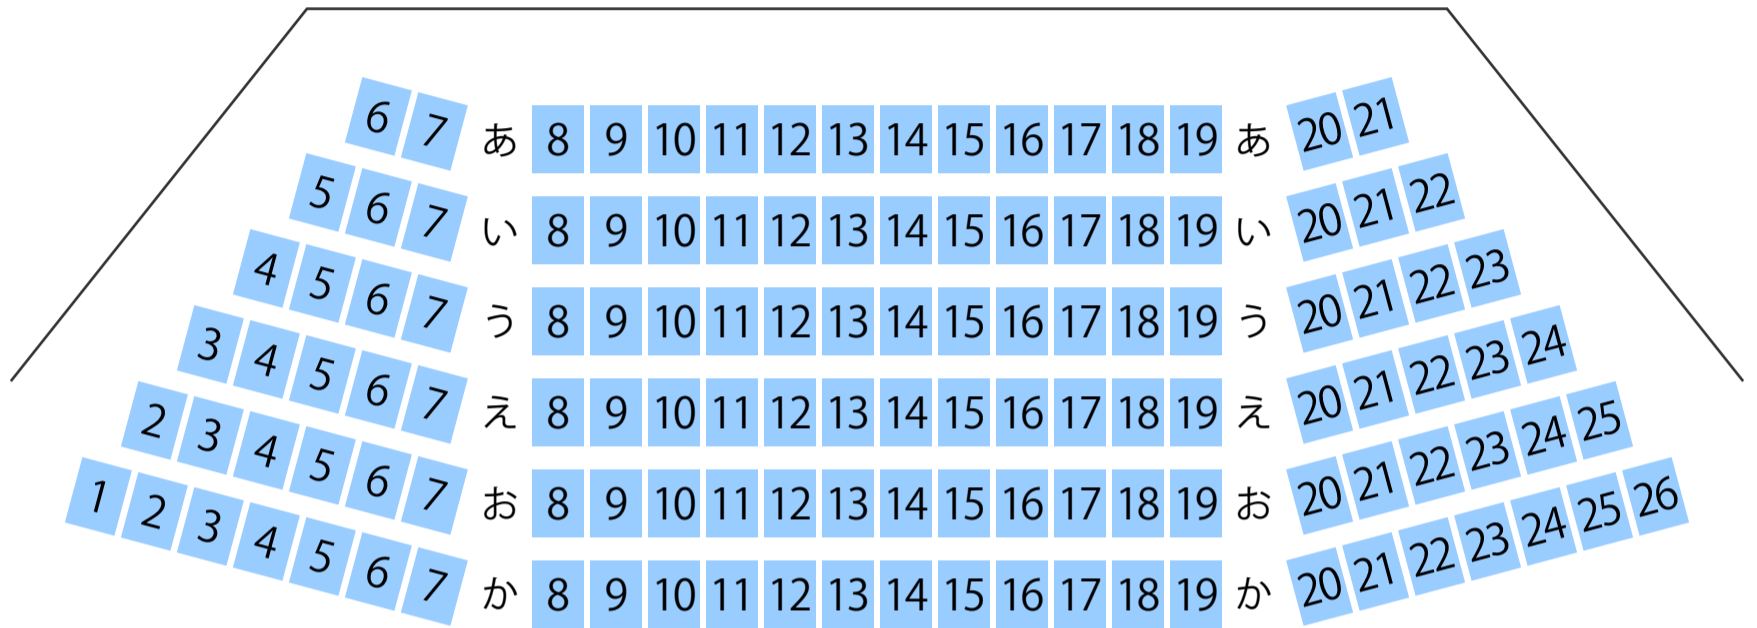 6 7 あ 8 9 10 11 12 13 14 15 16 17 18 19 あ 20 21
5 6 7 い 8 9 10 11 12 13 14 15 16 17 18 19 い 20 21 22
4 5 6 7 う 8 9 10 11 12 13 14 15 16 17 18 19 う 20 21 22 23
3 4 5 6 7 え 8 9 10 11 12 13 14 15 16 17 18 19 え 20 21 22 23 24
2 3 4 5 6 7 お 8 9 10 11 12 13 14 15 16 17 18 19 お 20 21 22 23 24 25
1 2 3 4 5 6 7 か 8 9 10 11 12 13 14 15 16 17 18 19 か 20 21 22 23 24 25 26